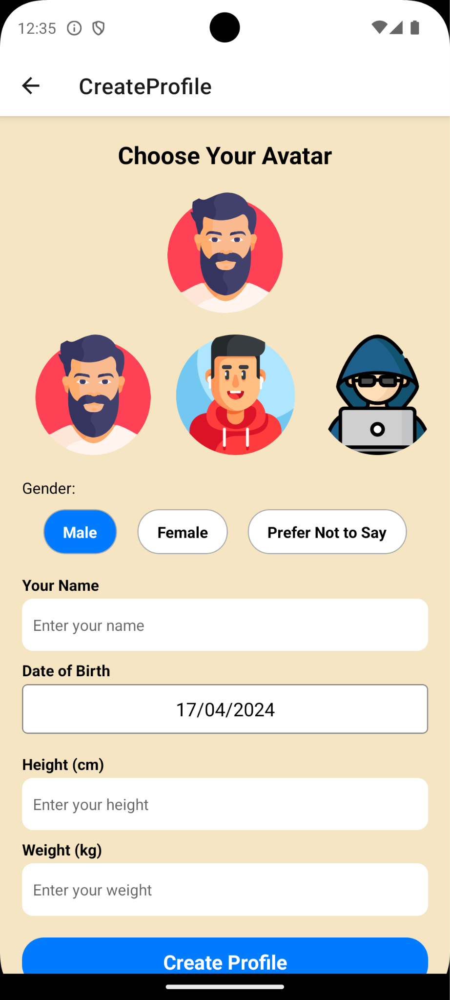 12:35
CreateProfile
Choose Your Avatar
Gender:
Male Female Prefer Not to Say
Your Name
Enter your name
Date of Birth
17/04/2024
Height (cm)
Enter your height
Weight (kg)
Enter your weight
Create Profile